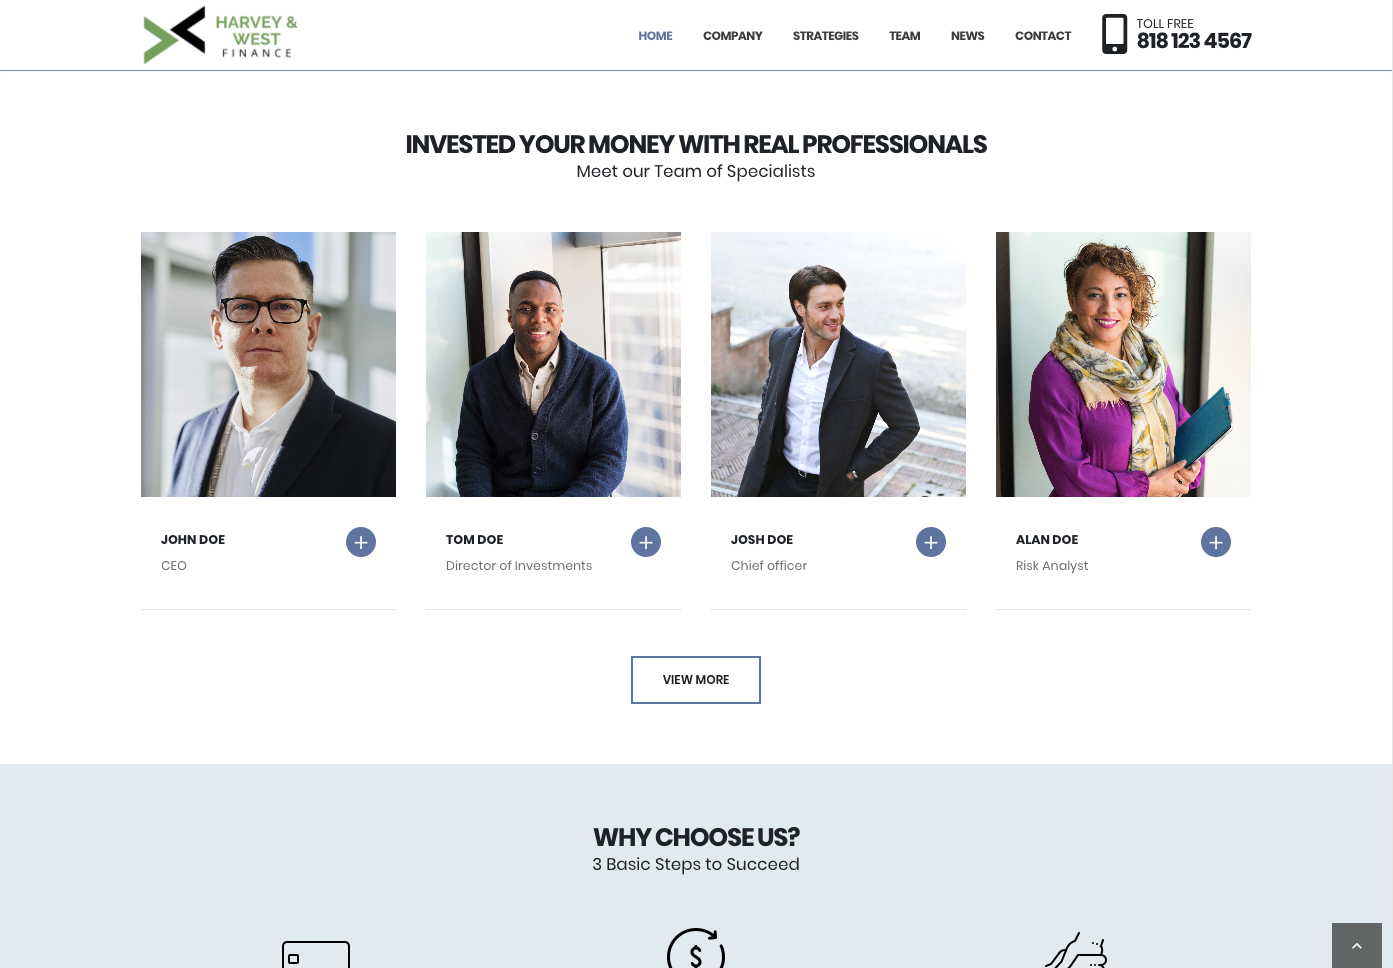 HARVEY &
WEST
FINANCE
HOME COMPANY STRATEGIES TEAM NEWS CONTACT
TOLL FREE
818 123 4567
INVESTED YOUR MONEY WITH REAL PROFESSIONALS
Meet our Team of Specialists
JOHN DOE
CEO
TOM DOE
Director of Investments
JOSH DOE
Chief officer
ALAN DOE
Risk Analyst
VIEW MORE
WHY CHOOSE US?
3 Basic Steps to Succeed
$